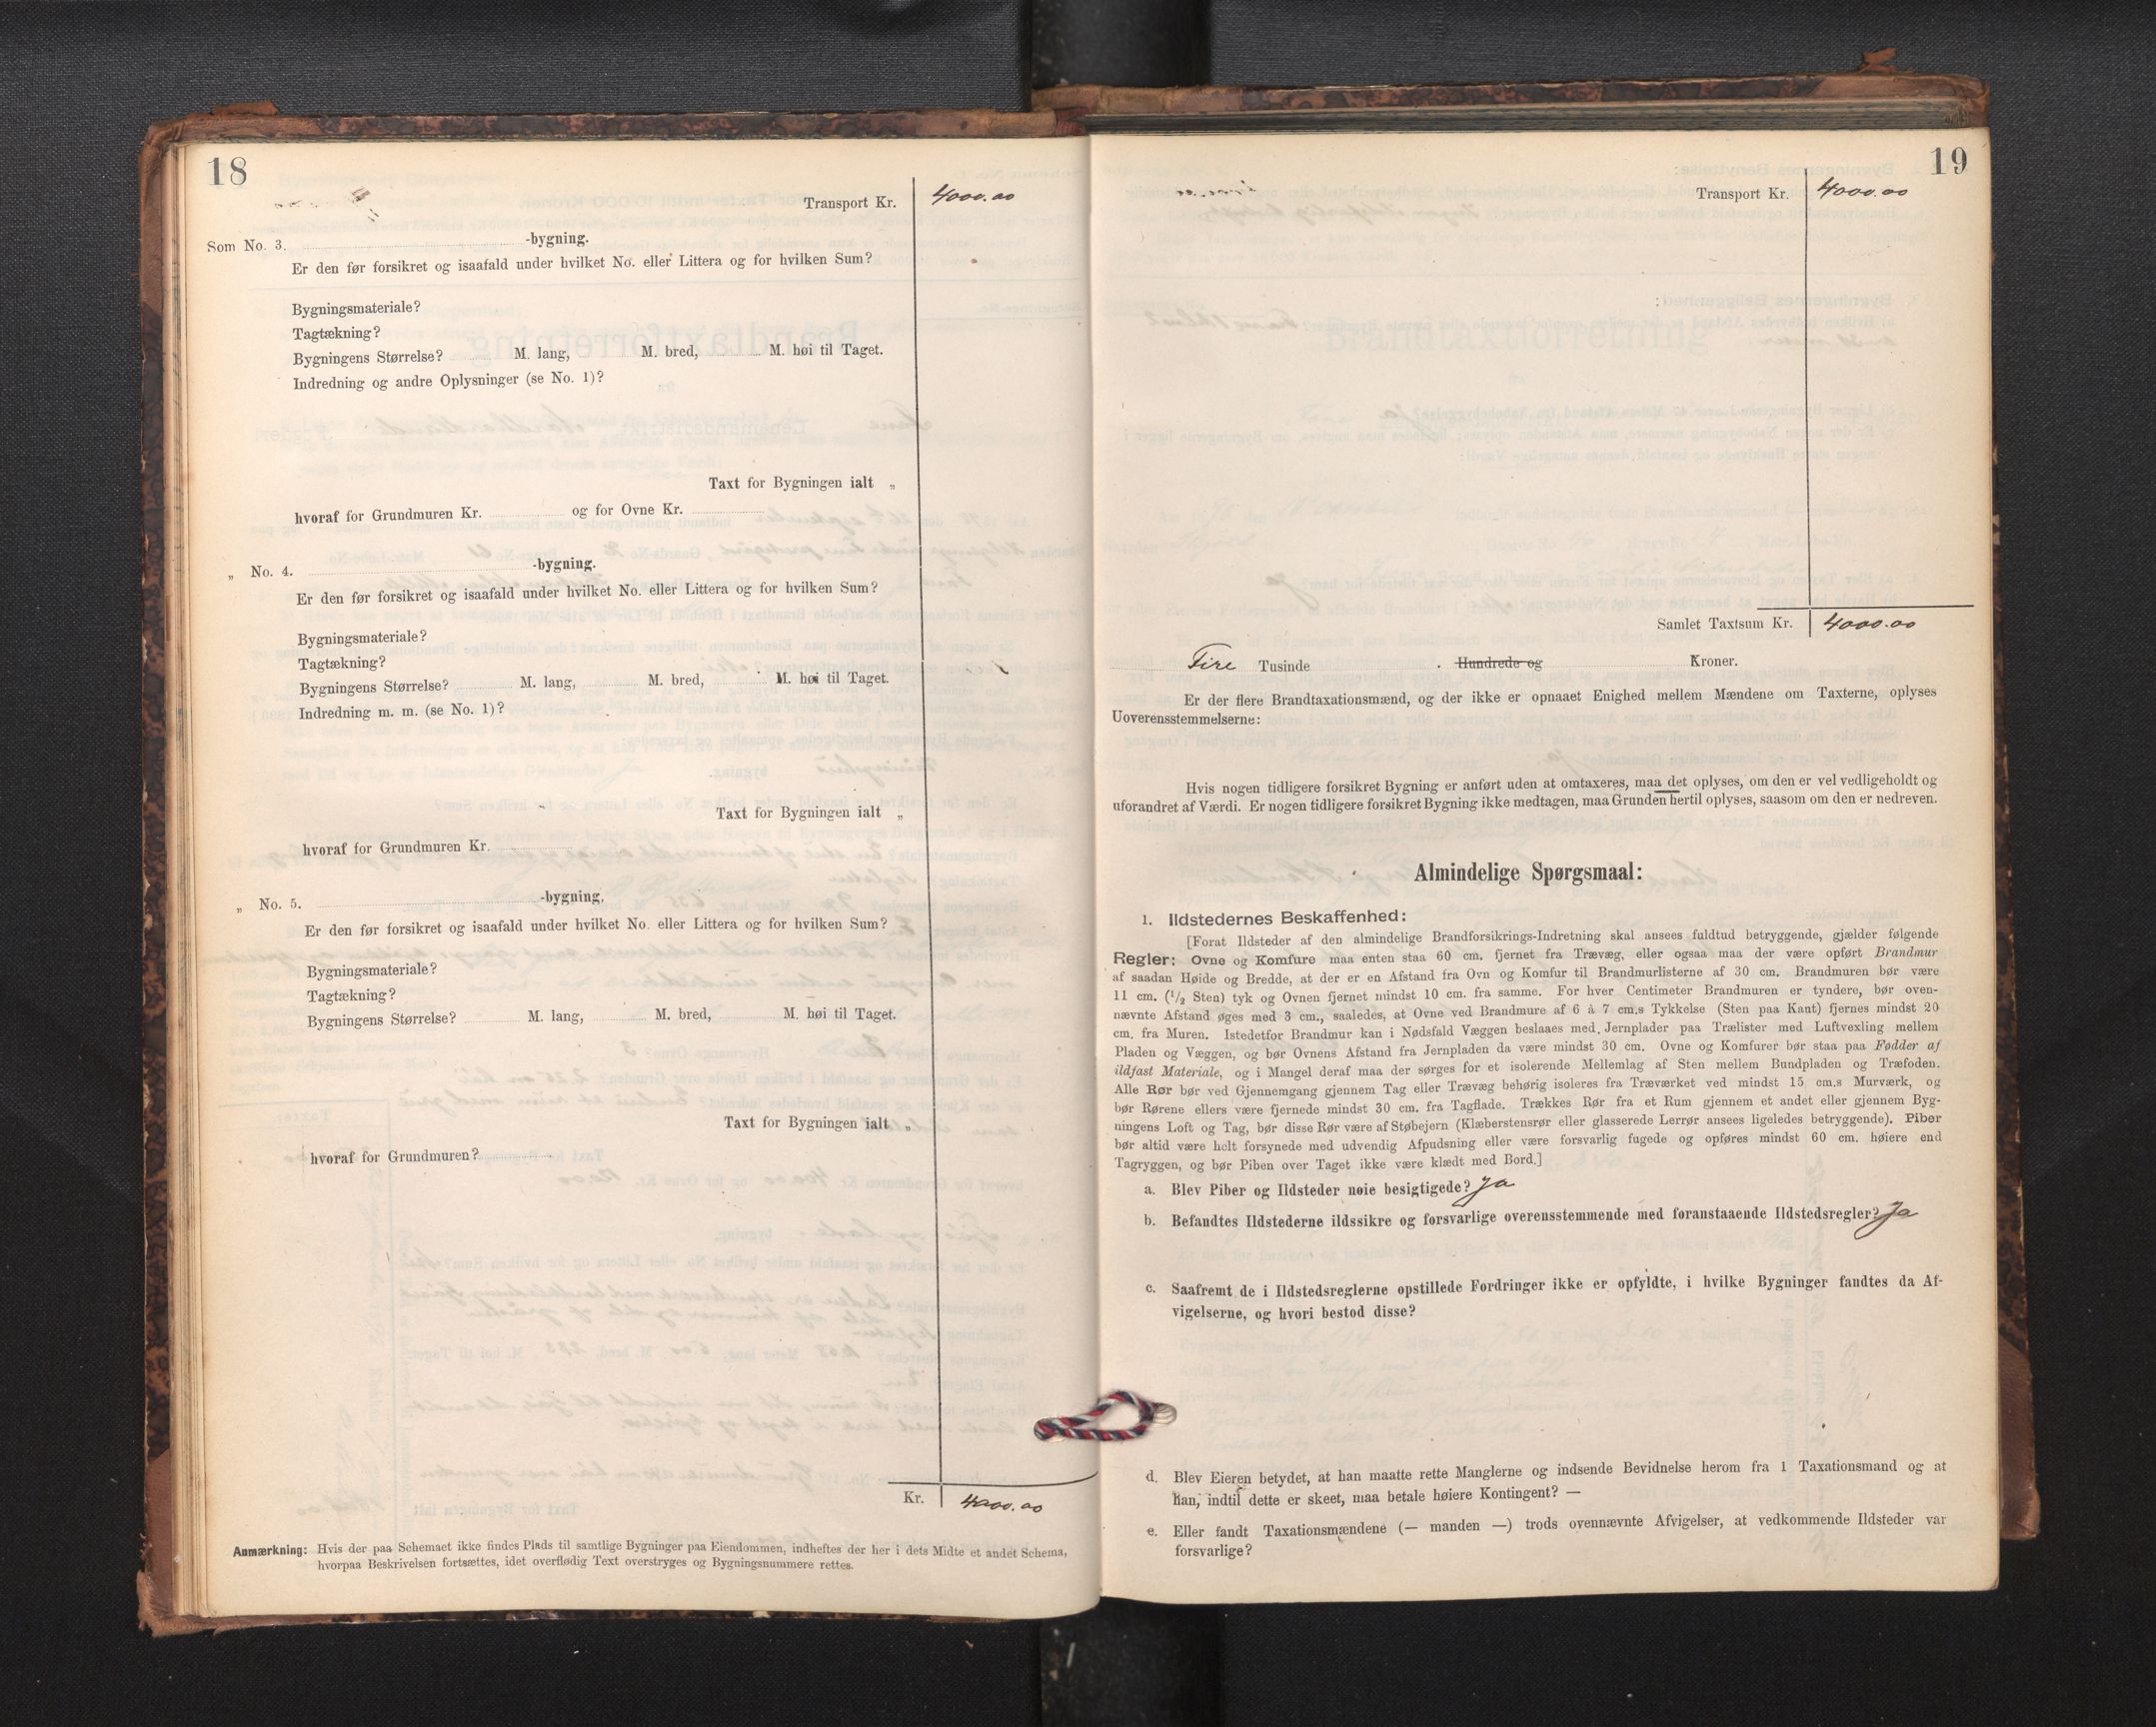 18
Transport Kr. 4000.00
Som No. 3. -bygning.
Er den før forsikret og isaafald under hvilket No. eller Littera og for hvilken Sum?
Bygningsmateriale?
Tagtækning?
Bygningens Størrelse? M. lang, M. bred, M. høi til Taget.
Indredning og andre Oplysninger (se No. 1)?
Taxt for Bygningen ialt „
hvoraf for Grundmuren Kr. og for Ovne Kr.
„ No. 4. -bygning.
Er den før forsikret og isaafald under hvilket No. eller Littera og for hvilken Sum?
Bygningsmateriale?
Tagtækning?
Bygningens Størrelse? M. lang, M. bred, M. høi til Taget.
Indredning m. m. (se No. 1)?
Taxt for Bygningen ialt „
hvoraf for Grundmuren Kr.
„ No. 5. -bygning.
Er den før forsikret og isaafald under hvilket No. eller Littera og for hvilken Sum?
Bygningsmateriale?
Tagtækning?
Bygningens Størrelse? M. lang, M. bred, M. høi til Taget.
Taxt for Bygningen ialt „
hvoraf for Grundmuren?
Kr. 4000.00
Anmærkning: Hvis der paa Schemaet ikke findes Plads til samtlige Bygninger paa Eiendommen, indheftes der her i dets Midte et andet Schema,
hvorpaa Beskrivelsen fortsættes, idet overflødig Text overstryges og Bygningsnummere rettes.
19
Transport Kr. 4000.00
Samlet Taxtsum Kr. 4000.00
Fire Tusinde Hundrede og Kroner.
Er der flere Brandtaxationsmænd, og der ikke er opnaaet Enighed mellem Mændene om Taxterne, oplyses
Uoverensstemmelserne:
Hvis nogen tidligere forsikret Bygning er anført uden at omtaxeres, maa det oplyses, om den er vel vedligeholdt og
uforandret af Værdi. Er nogen tidligere forsikret Bygning ikke medtagen, maa Grunden hertil oplyses, saasom om den er nedreven.
Almindelige Spørgsmaal:
1. Ildstedernes Beskaffenhed:
[Forat Ildsteder af den almindelige Brandforsikrings-Indretning skal ansees fuldtud betryggende, gjælder følgende
Regler: Ovne og Komfure maa enten staa 60 cm. fjernet fra Trævæg, eller ogsaa maa der være opført Brandmur
af saadan Høide og Bredde, at der er en Afstand fra Ovn og Komfur til Brandmurlisterne af 30 cm. Brandmuren bør være
11 cm. (1/2 Sten) tyk og Ovnen fjernet mindst 10 cm. fra samme. For hver Centimeter Brandmuren er tyndere, bør oven-
nævnte Afstand øges med 3 cm., saaledes, at Ovne ved Brandmure af 6 à 7 cm.s Tykkelse (Sten paa Kant) fjernes mindst 20
cm. fra Muren. Istedetfor Brandmur kan i Nødsfald Væggen beslaaes med Jernplader paa Trælister med Luftvexling mellem
Pladen og Væggen, og bør Ovnens Afstand fra Jernpladen da være mindst 30 cm. Ovne og Komfurer bør staa paa Fødder af
ildfast Materiale, og i Mangel deraf maa der sørges for et isolerende Mellemlag af Sten mellem Bundpladen og Træfoden.
Alle Rør bør ved Gjennemgang gjennem Tag eller Trævæg behørig isoleres fra Træværket ved mindst 15 cm.s Murværk, og
bør Rørene ellers være fjernede mindst 30 cm. fra Tagflade. Trækkes Rør fra et Rum gjennem et andet eller gjennem Byg-
ningens Loft og Tag, bør disse Rør være af Støbejern (Klæberstensrør eller glasserede Lerrør ansees ligeledes betryggende). Piber
bør altid være helt forsynede med udvendig Afpudsning eller være forsvarlig fugede og opføres mindst 60 cm. høiere end
Tagryggen, og bør Piben over Taget ikke være klædt med Bord.]
a. Blev Piber og Ildsteder nøie besigtigede? Ja
b. Befandtes Ildstederne ildssikre og forsvarlige overensstemmende med foranstaaende Ildstedsregler? Ja
c. Saafremt de i Ildstedsreglerne opstillede Fordringer ikke er opfyldte, i hvilke Bygninger fandtes da Af-
vigelserne, og hvori bestod disse?
d. Blev Eieren betydet, at han maatte rette Manglerne og indsende Bevidnelse herom fra 1 Taxationsmand og at
han, indtil dette er skeet, maa betale høiere Kontingent? —
e. Eller fandt Taxationsmændene (— manden —) trods ovennævnte Afvigelser, at vedkommende Ildsteder var
forsvarlige?